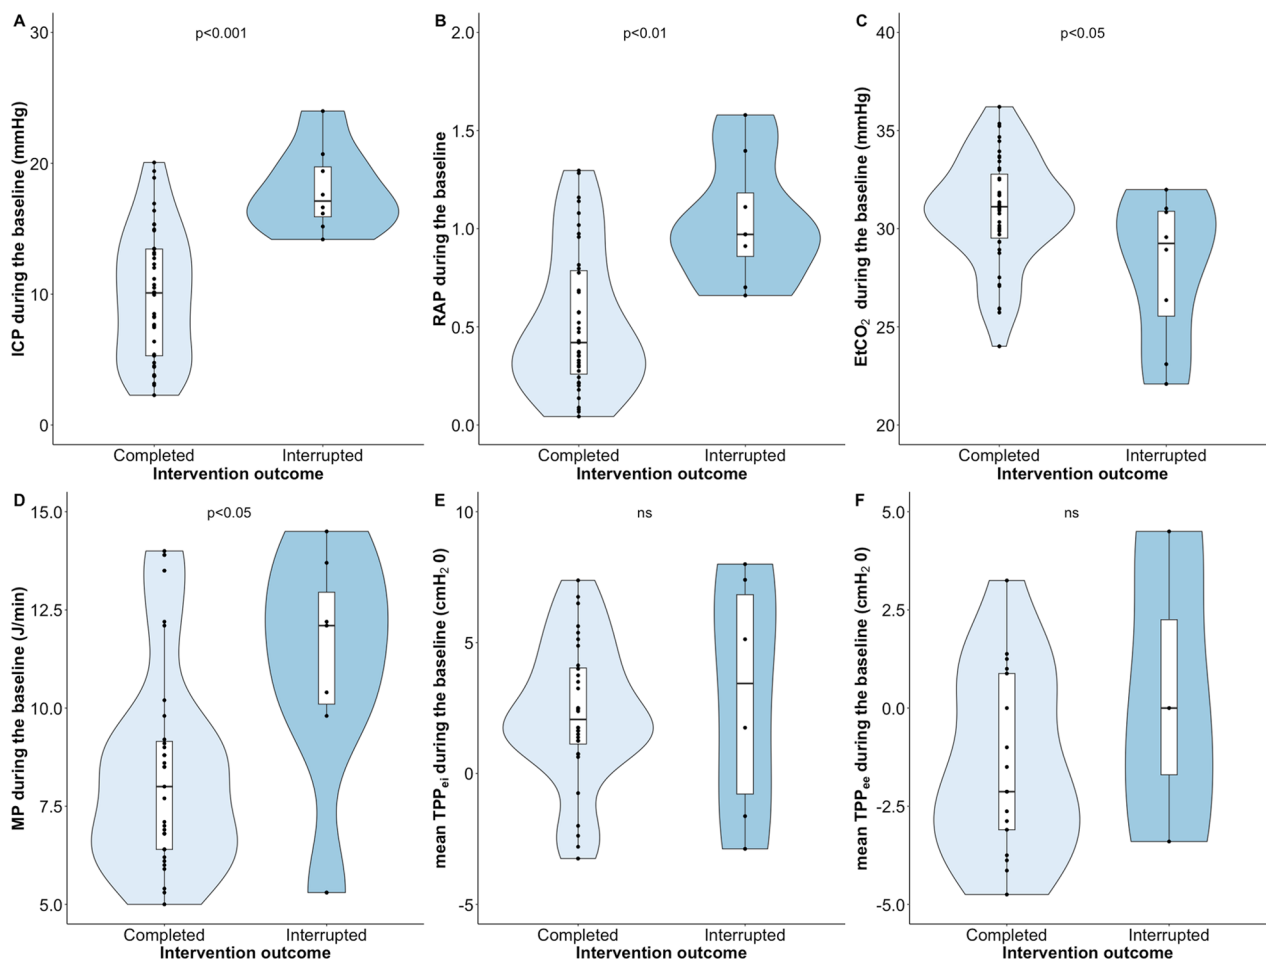 A
p<0.001
ICP during the baseline (mmHg)
30
20
10
0
Completed Interrupted
Intervention outcome
B
p<0.01
RAP during the baseline
2.0
1.5
1.0
0.5
0.0
Completed Interrupted
Intervention outcome
C
p<0.05
EtCO₂ during the baseline (mmHg)
40
35
30
25
20
Completed Interrupted
Intervention outcome
D
p<0.05
MP during the baseline (J/min)
15.0
12.5
10.0
7.5
5.0
Completed Interrupted
Intervention outcome
E
ns
mean TPPei during the baseline (cmH₂ 0)
10
5
0
-5
Completed Interrupted
Intervention outcome
F
ns
mean TPPee during the baseline (cmH₂ 0)
5.0
2.5
0.0
-2.5
-5.0
Completed Interrupted
Intervention outcome